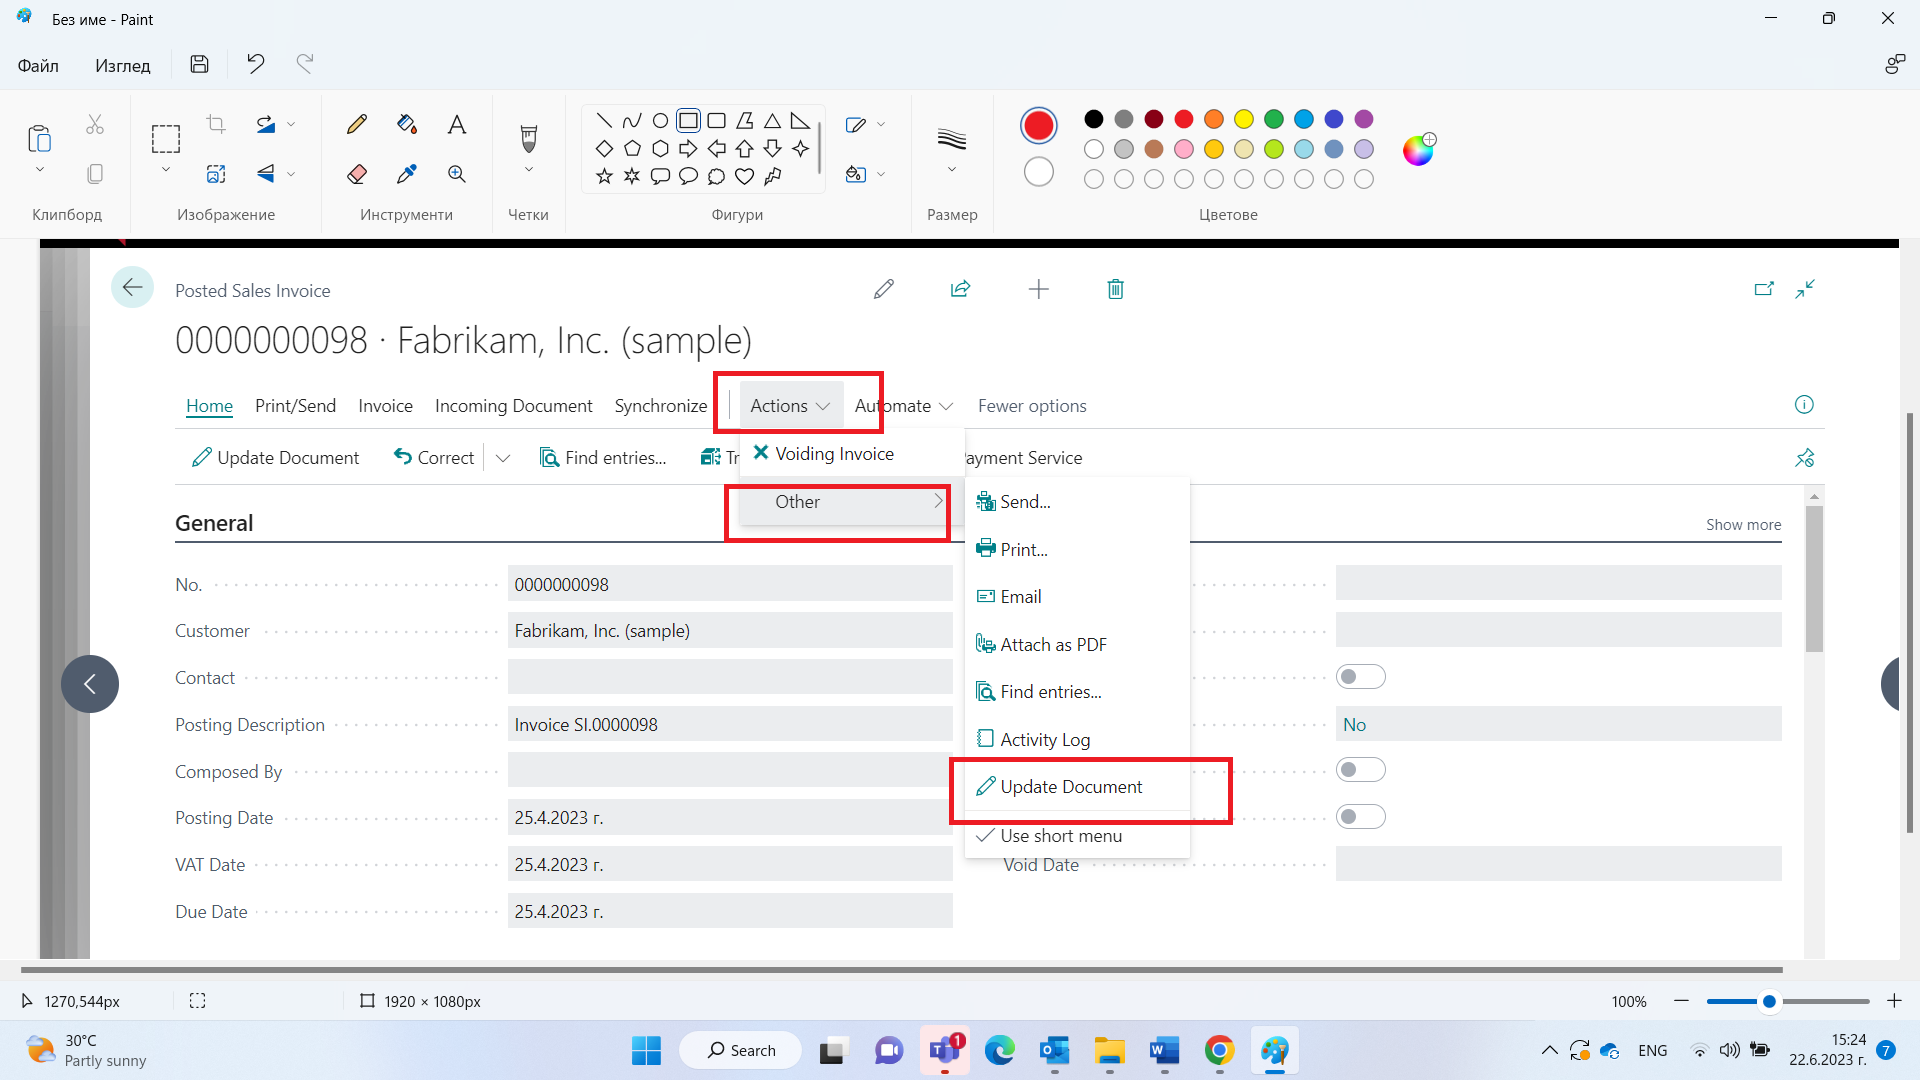 Без име - Paint
Файл
Изглед
Клипборд
Изображение
Инструменти
Четки
Фигури
Размер
Цветове
Posted Sales Invoice
0000000098 · Fabrikam, Inc. (sample)
Home
Print/Send
Invoice
Incoming Document
Synchronize
Actions
Automate
Fewer options
Update Document
Correct
Find entries...
Tr
Voiding Invoice
ayment Service
Other
Send...
Print...
Email
Attach as PDF
Find entries...
Activity Log
Update Document
Use short menu
General
Show more
No.
0000000098
Customer
Fabrikam, Inc. (sample)
Contact
Posting Description
Invoice SI.0000098
No
Composed By
Posting Date
25.4.2023 г.
VAT Date
25.4.2023 г.
Void Date
Due Date
25.4.2023 г.
1270,544px
1920 × 1080px
100%
30°C
Partly sunny
Search
1
ENG
15:24
22.6.2023 г.
7